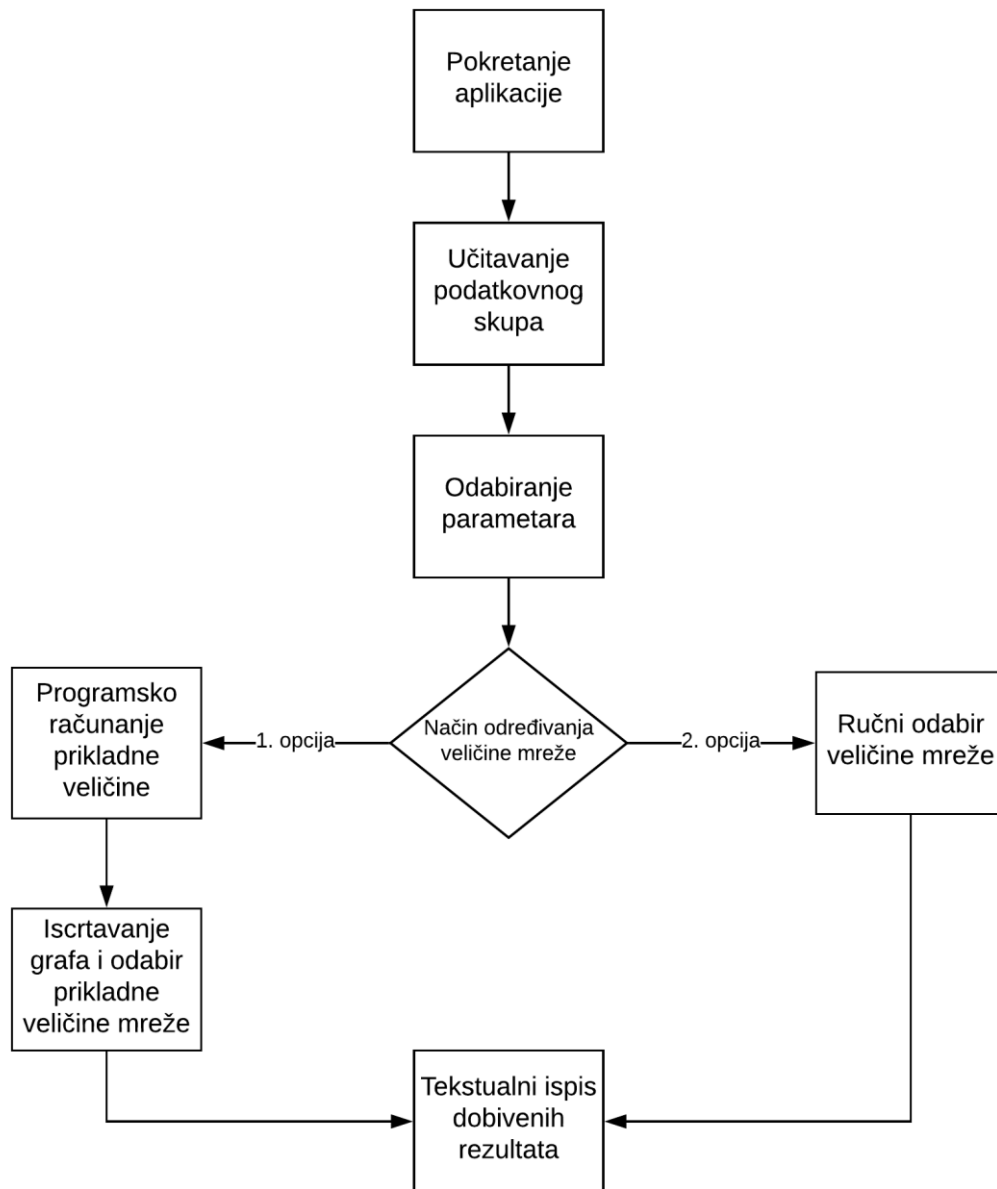 Pokretanje
aplikacije
Učitavanje
podatkovnog
skupa
Odabiranje
parametara
Način određivanja
veličine mreže
1. opcija
2. opcija
Programsko
računanje
prikladne
veličine
Ručni odabir
veličine mreže
Iscrtavanje
grafa i odabir
prikladne
veličine mreže
Tekstualni ispis
dobivenih
rezultata